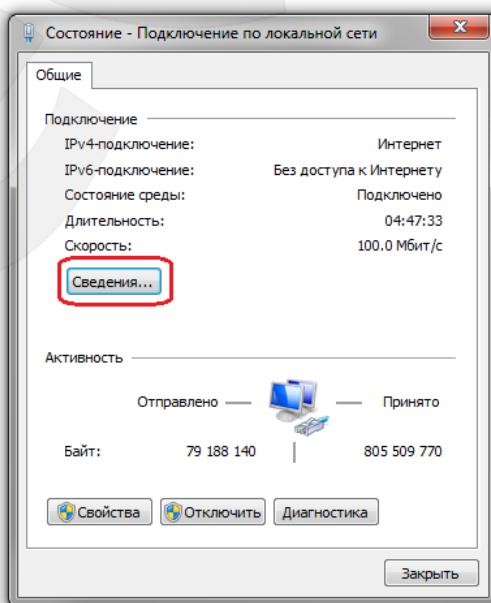 Состояние - Подключение по локальной сети
Общие
Подключение
IPv4-подключение: Интернет
IPv6-подключение: Без доступа к Интернету
Состояние среды: Подключено
Длительность: 04:47:33
Скорость: 100.0 Мбит/с
Сведения...
Активность
Отправлено Принято
Байт: 79 188 140 805 509 770
Свойства Отключить Диагностика
Закрыть